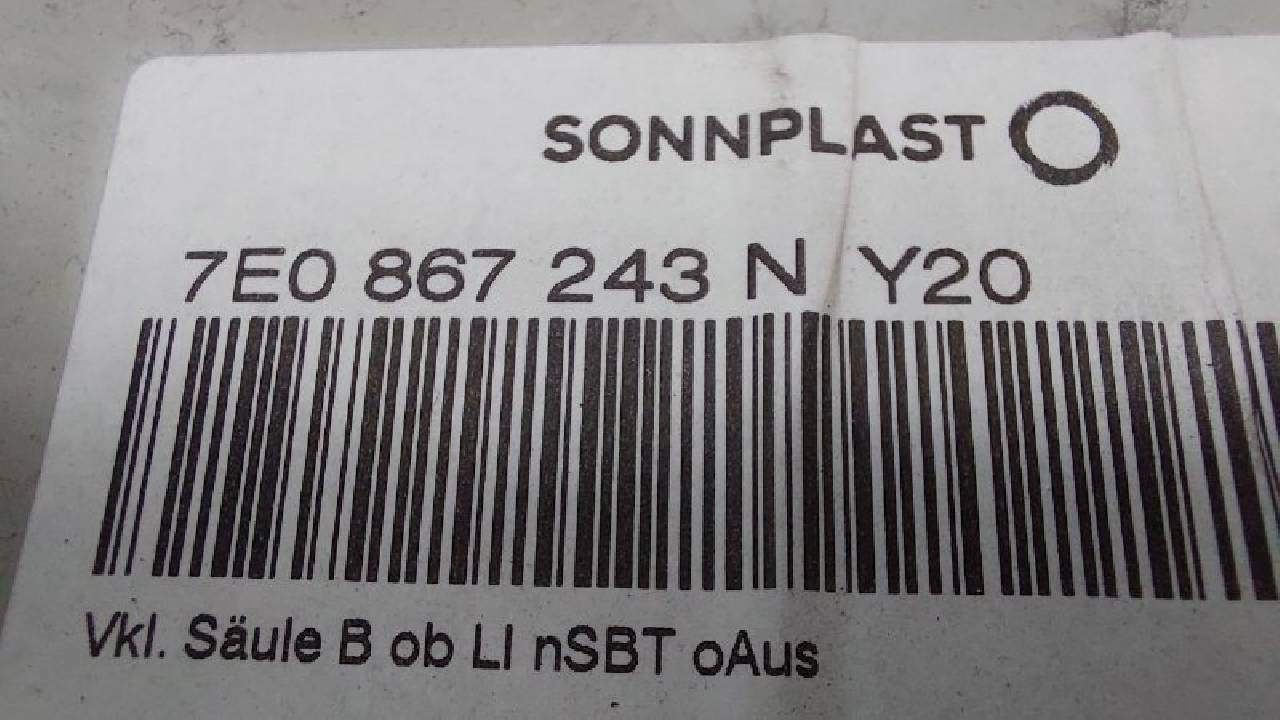 SONNPLAST
7E0 867 243 N Y20
Vkl. Säule B ob LI nSBT oAus